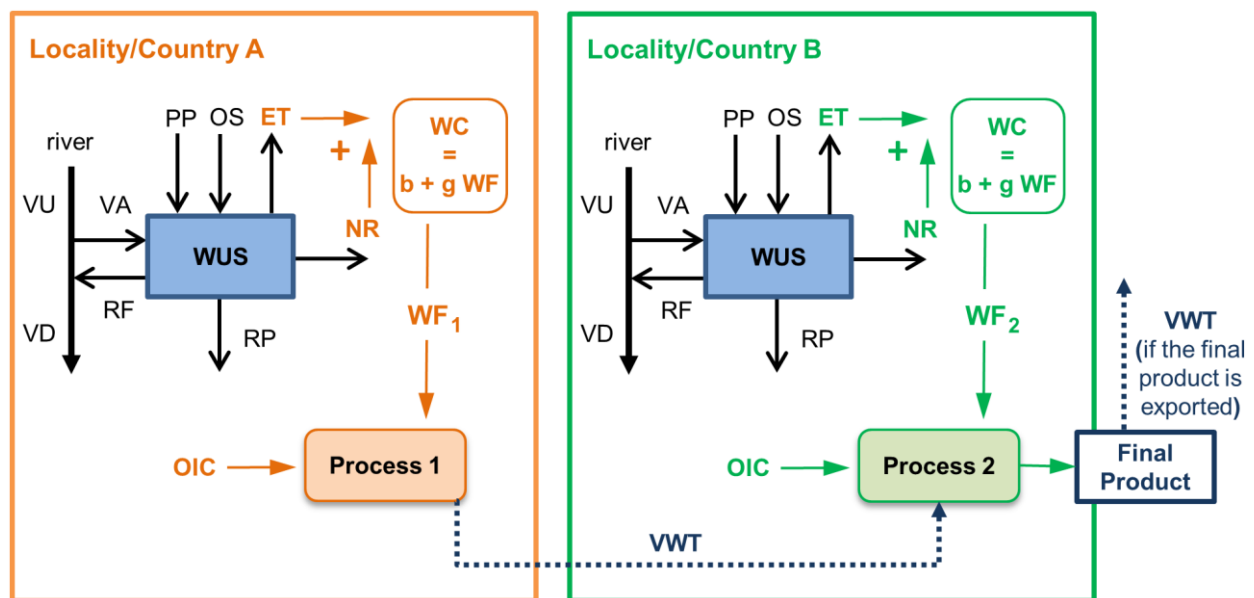 Locality/Country A
PP OS ET
river
+
WC
=
b + g WF
VU VA
NR
WUS
RF
VD
RP
WF1
OIC
Process 1
Locality/Country B
PP OS ET
river
+
WC
=
b + g WF
VU VA
NR
WUS
RF
VD
RP
WF2
OIC
Process 2
VWT
Final
Product
VWT
(if the final
product is
exported)